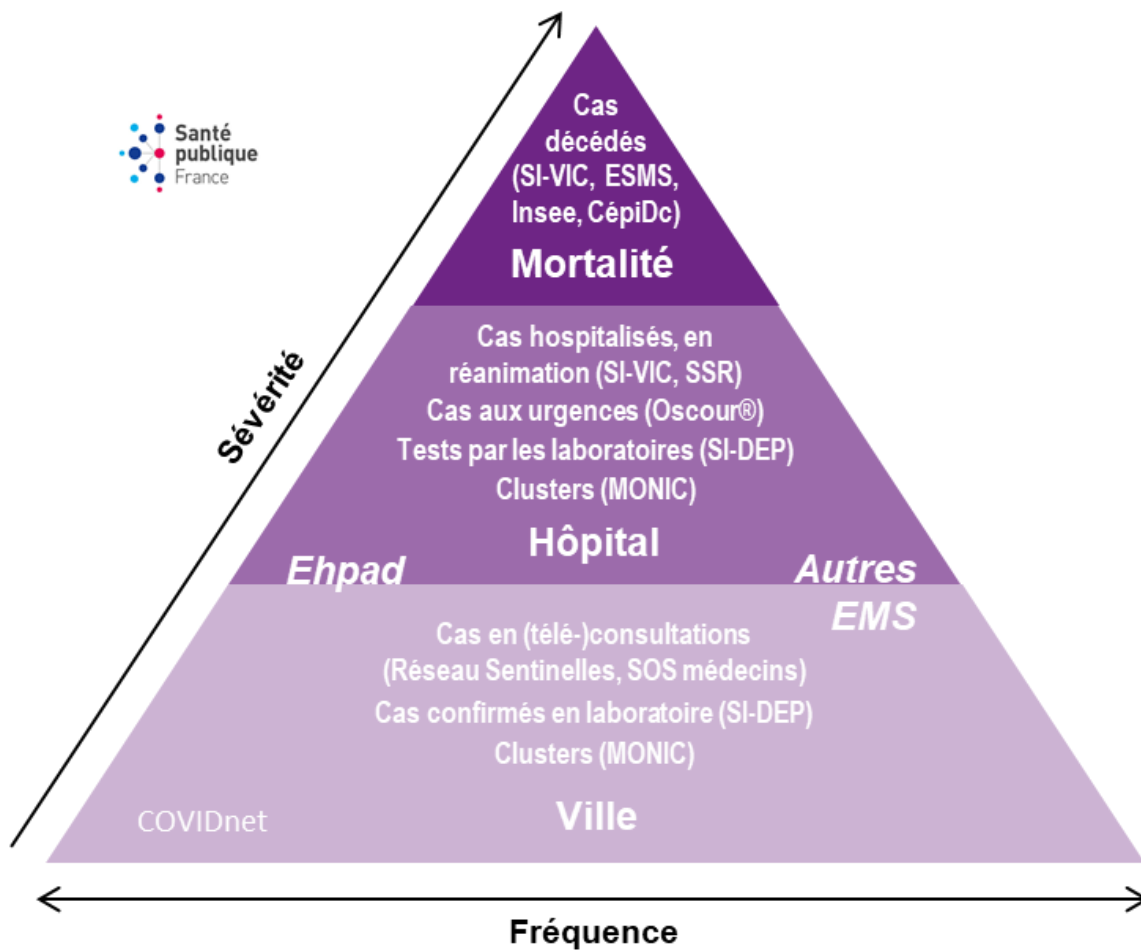 Santé
publique
France
Cas
décédés
(SI-VIC, ESMS,
Insee, CépiDc)
Mortalité
Sévérité
Cas hospitalisés, en
réanimation (SI-VIC, SSR)
Cas aux urgences (Oscour®)
Tests par les laboratoires (SI-DEP)
Clusters (MONIC)
Hôpital
Ehpad
Autres
EMS
Cas en (télé-)consultations
(Réseau Sentinelles, SOS médecins)
Cas confirmés en laboratoire (SI-DEP)
Clusters (MONIC)
Ville
COVIDnet
Fréquence